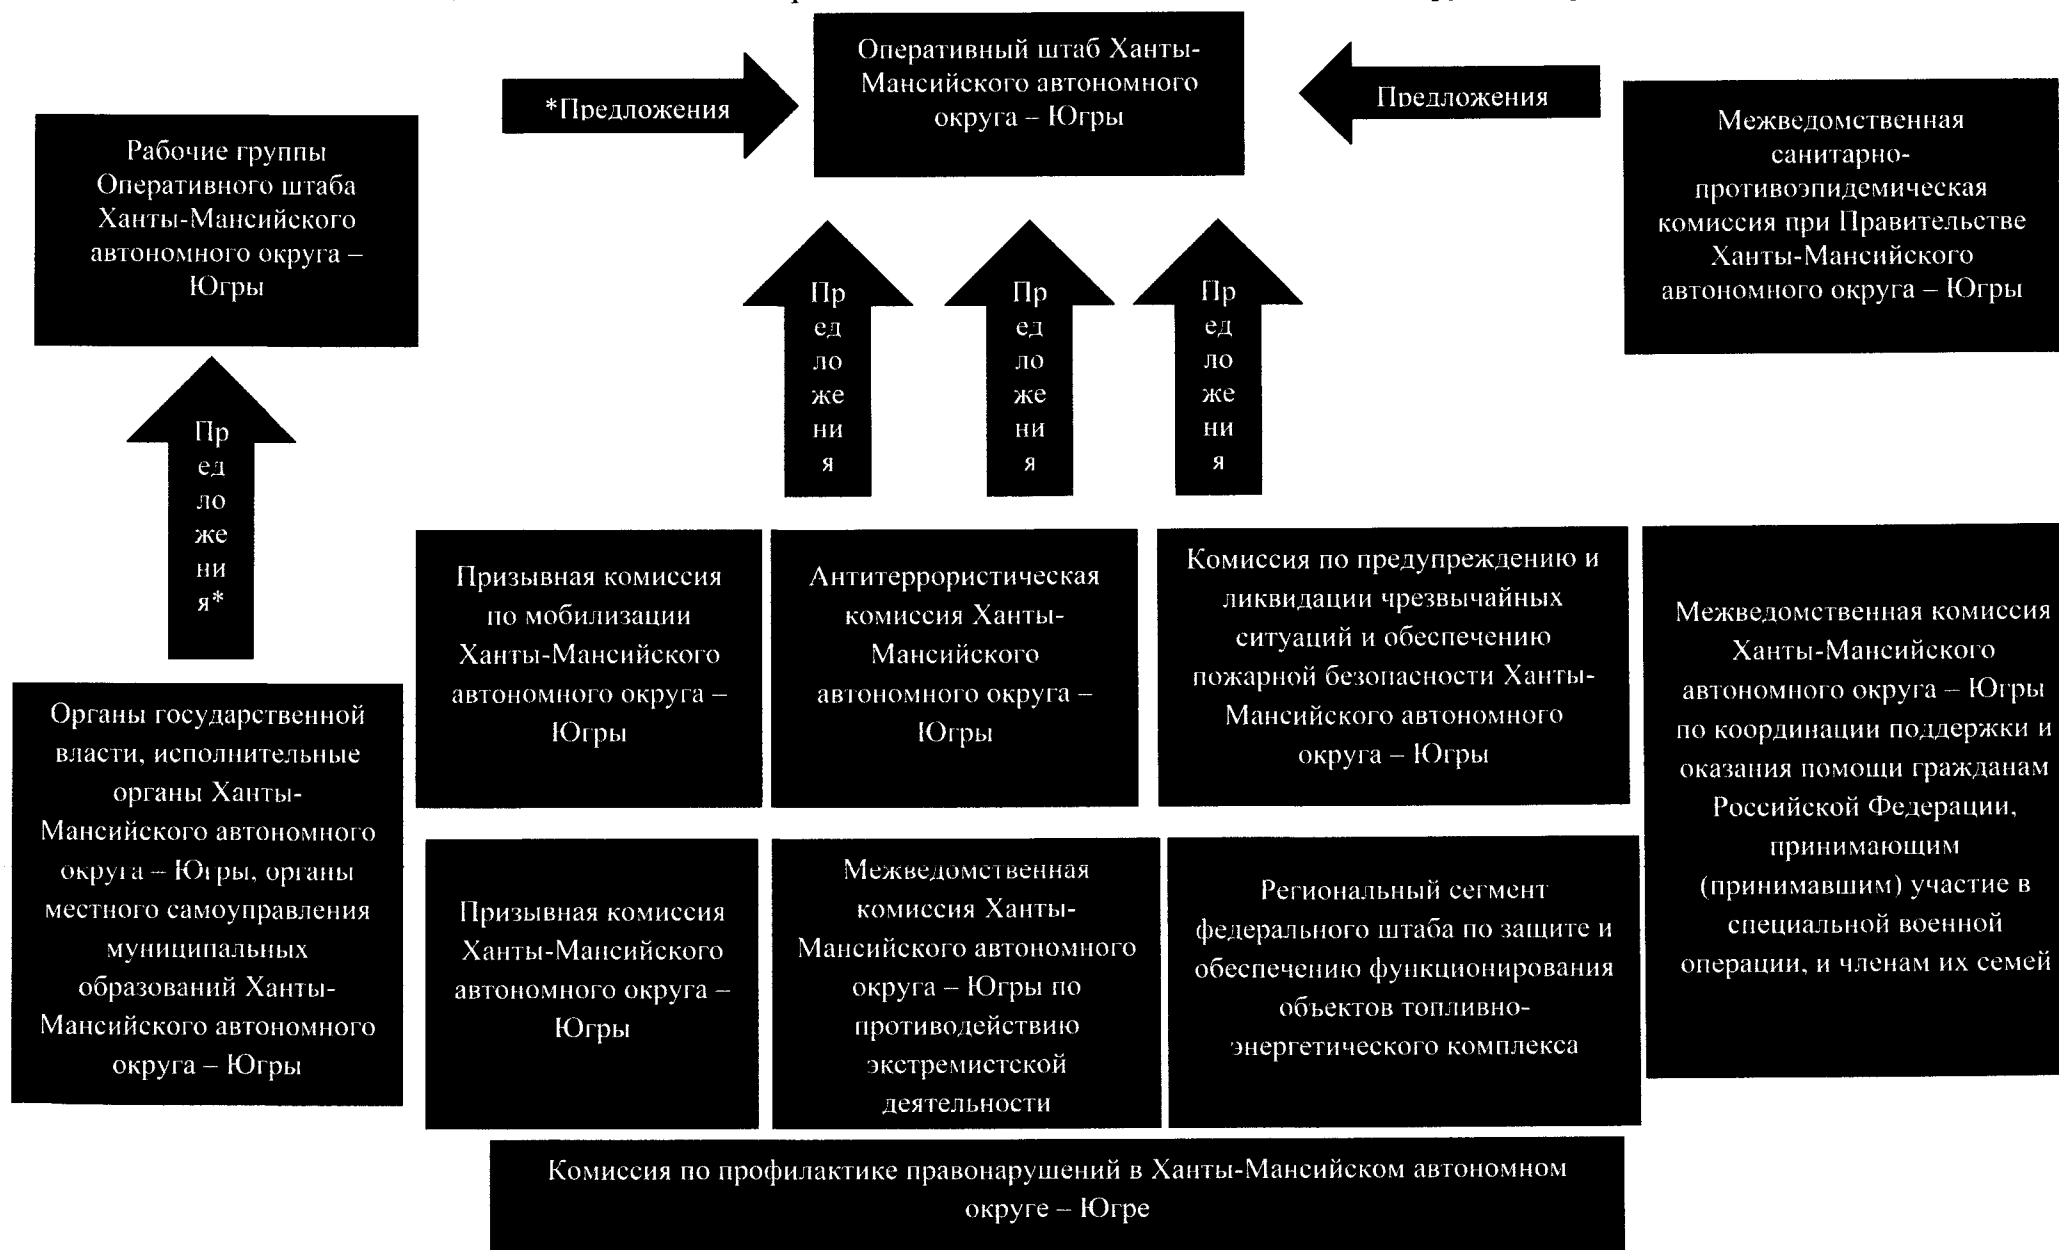 Оперативный штаб Ханты-
Мансийского автономного
округа – Югры
*Предложения
Предложения
Рабочие группы
Оперативного штаба
Ханты-Мансийского
автономного округа –
Югры
Межведомственная
санитарно-
противоэпидемическая
комиссия при Правительстве
Ханты-Мансийского
автономного округа – Югры
Пр
ед
ло
же
ни
я
Пр
ед
ло
же
ни
я
Пр
ед
ло
же
ни
я
Пр
ед
ло
же
ни
я*
Органы государственной
власти, исполнительные
органы Ханты-
Мансийского автономного
округа – Югры, органы
местного самоуправления
муниципальных
образований Ханты-
Мансийского автономного
округа – Югры
Призывная комиссия
по мобилизации
Ханты-Мансийского
автономного округа –
Югры
Антитеррористическая
комиссия Ханты-
Мансийского
автономного округа –
Югры
Комиссия по предупреждению и
ликвидации чрезвычайных
ситуаций и обеспечению
пожарной безопасности Ханты-
Мансийского автономного
округа – Югры
Межведомственная комиссия
Ханты-Мансийского
автономного округа – Югры
по координации поддержки и
оказания помощи гражданам
Российской Федерации,
принимающим
(принимавшим) участие в
специальной военной
операции, и членам их семей
Призывная комиссия
Ханты-Мансийского
автономного округа –
Югры
Межведомственная
комиссия Ханты-
Мансийского автономного
округа – Югры по
противодействию
экстремистской
деятельности
Региональный сегмент
федерального штаба по защите и
обеспечению функционирования
объектов топливно-
энергетического комплекса
Комиссия по профилактике правонарушений в Ханты-Мансийском автономном
округе – Югре